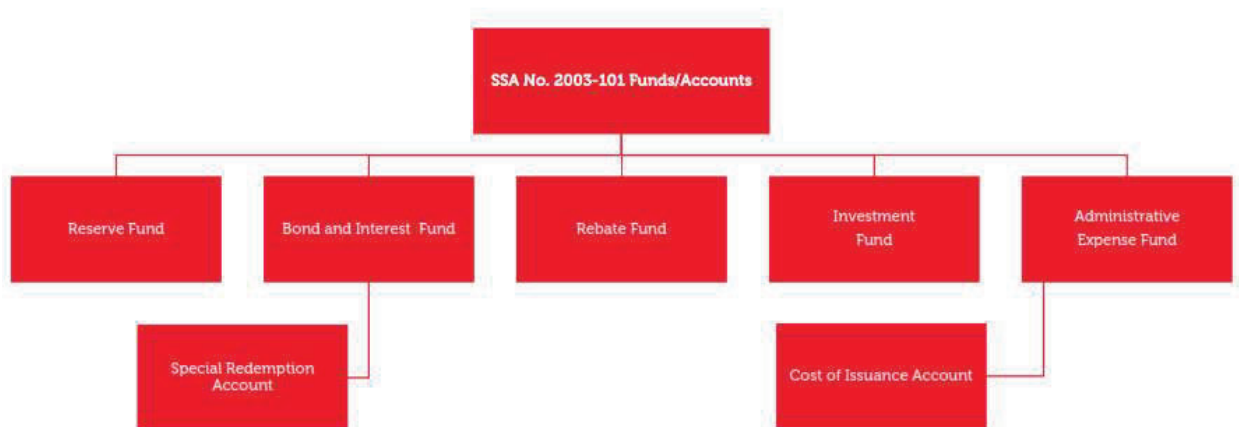 SSA No. 2003-101 Funds/Accounts
Reserve Fund
Bond and Interest Fund
Rebate Fund
Investment
Fund
Administrative
Expense Fund
Special Redemption
Account
Cost of Issuance Account